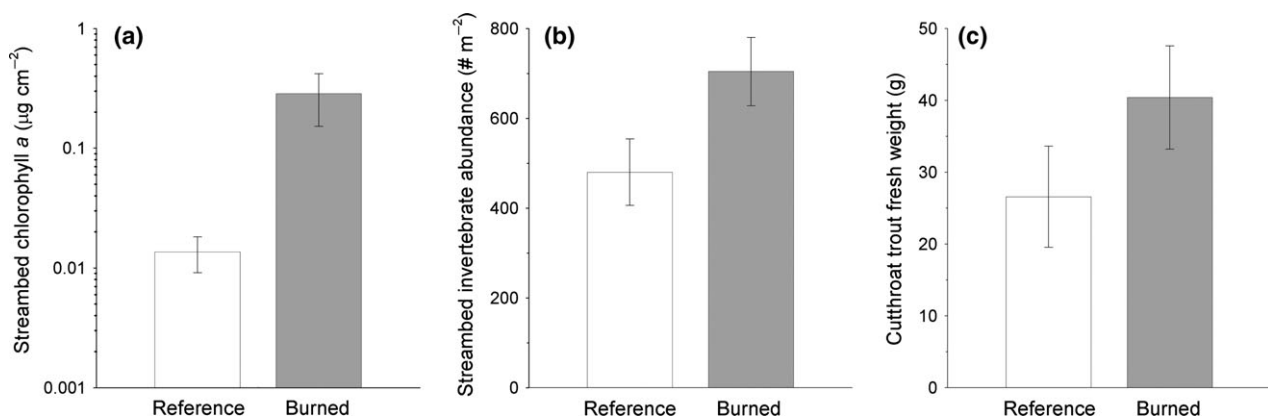 (a)
Streambed chlorophyll a (μg cm−2)
1
0.1
0.01
0.001
Reference Burned
(b)
Streambed invertebrate abundance (# m−2)
800
600
400
200
0
Reference Burned
(c)
Cutthroat trout fresh weight (g)
50
40
30
20
10
0
Reference Burned